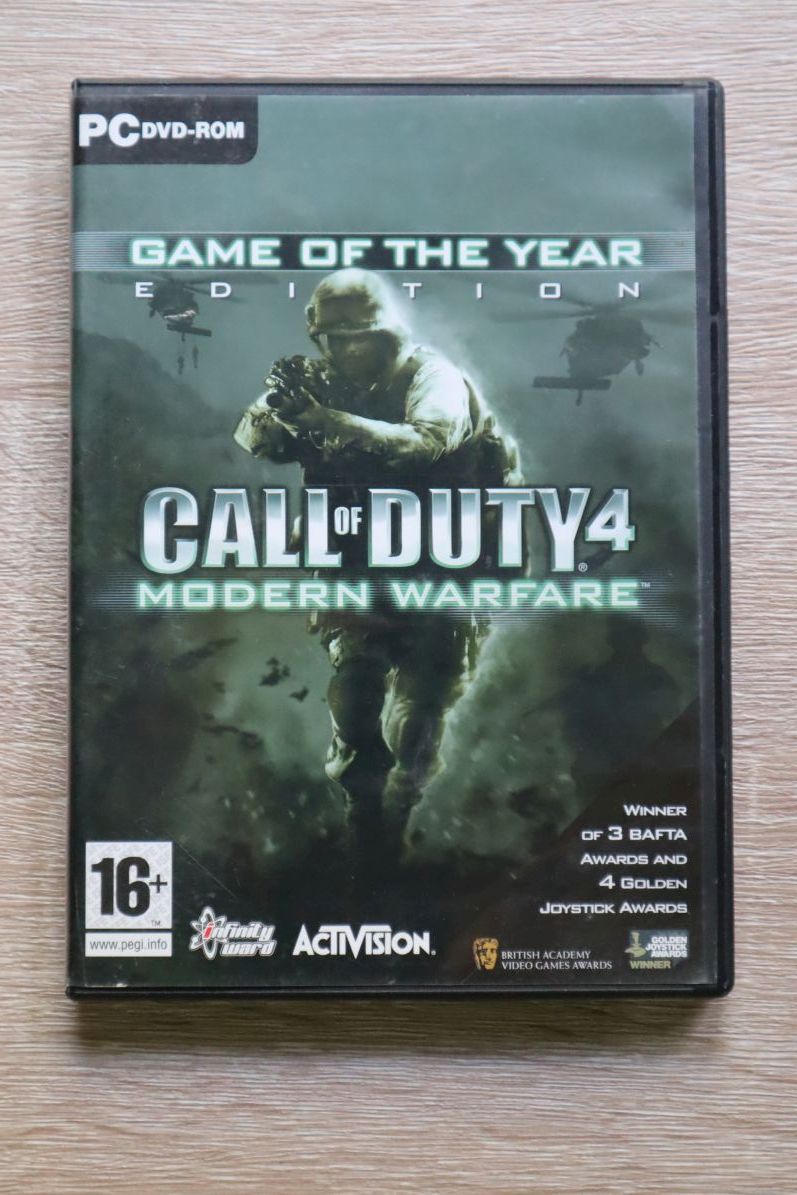 PC DVD-ROM
GAME OF THE YEAR
EDITION
CALL OF DUTY 4®
MODERN WARFARE™
WINNER
OF 3 BAFTA
AWARDS AND
4 GOLDEN
JOYSTICK AWARDS
16+
™
www.pegi.info
infinity
ward
ACTIVISION®
BRITISH ACADEMY
VIDEO GAMES AWARDS
GOLDEN
JOYSTICK
AWARDS
WINNER